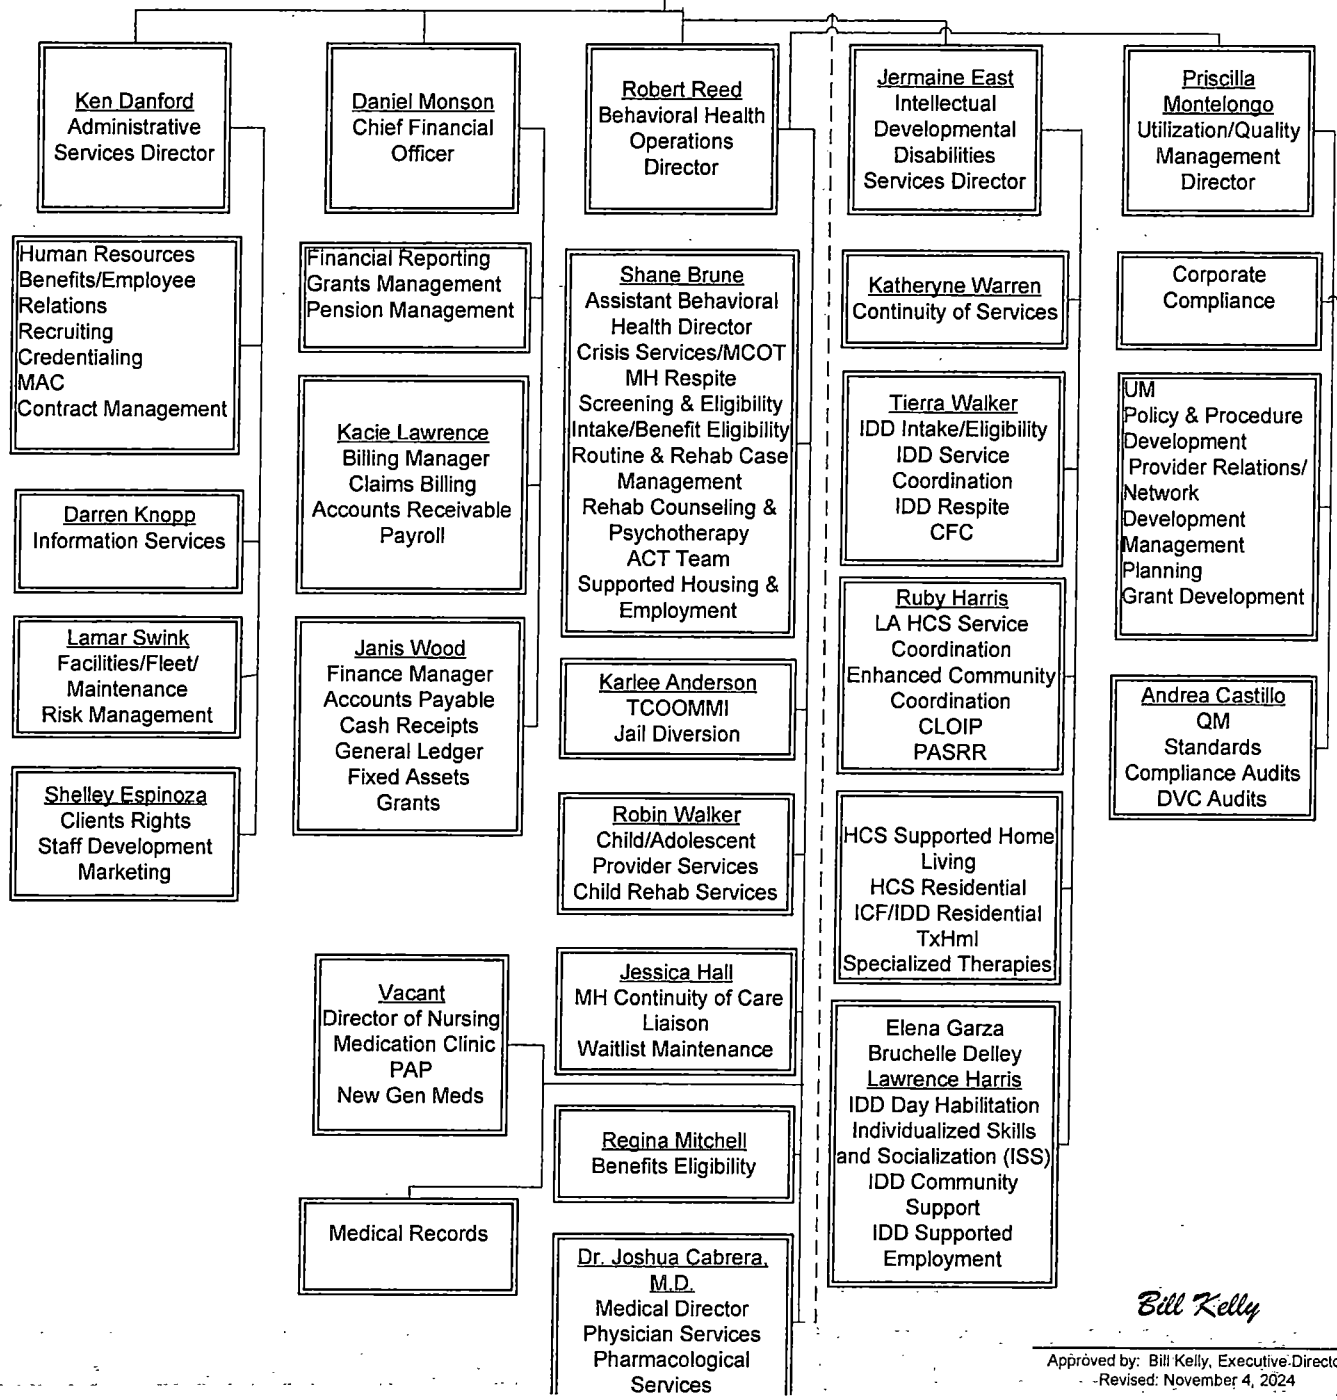 Ken Danford
Administrative
Services Director
Human Resources
Benefits/Employee
Relations
Recruiting
Credentialing
MAC
Contract Management
Darren Knopp
Information Services
Lamar Swink
Facilities/Fleet/
Maintenance
Risk Management
Shelley Espinoza
Clients Rights
Staff Development
Marketing
Daniel Monson
Chief Financial
Officer
Financial Reporting
Grants Management
Pension Management
Kacie Lawrence
Billing Manager
Claims Billing
Accounts Receivable
Payroll
Janis Wood
Finance Manager
Accounts Payable
Cash Receipts
General Ledger
Fixed Assets
Grants
Vacant
Director of Nursing
Medication Clinic
PAP
New Gen Meds
Medical Records
Robert Reed
Behavioral Health
Operations
Director
Shane Brune
Assistant Behavioral
Health Director
Crisis Services/MCOT
MH Respite
Screening & Eligibility
Intake/Benefit Eligibility
Routine & Rehab Case
Management
Rehab Counseling &
Psychotherapy
ACT Team
Supported Housing &
Employment
Karlee Anderson
TCOOMMI
Jail Diversion
Robin Walker
Child/Adolescent
Provider Services
Child Rehab Services
Jessica Hall
MH Continuity of Care
Liaison
Waitlist Maintenance
Regina Mitchell
Benefits Eligibility
Dr. Joshua Cabrera,
M.D.
Medical Director
Physician Services
Pharmacological
Services
Jermaine East
Intellectual
Developmental
Disabilities
Services Director
Katheryne Warren
Continuity of Services
Tierra Walker
IDD Intake/Eligibility
IDD Service
Coordination
IDD Respite
CFC
Ruby Harris
LA HCS Service
Coordination
Enhanced Community
Coordination
CLOIP
PASRR
HCS Supported Home
Living
HCS Residential
ICF/IDD Residential
TxHml
Specialized Therapies
Elena Garza
Bruchelle Delley
Lawrence Harris
IDD Day Habilitation
Individualized Skills
and Socialization (ISS)
IDD Community
Support
IDD Supported
Employment
Priscilla
Montelongo
Utilization/Quality
Management
Director
Corporate
Compliance
UM
Policy & Procedure
Development
Provider Relations/
Network
Development
Management
Planning
Grant Development
Andrea Castillo
QM
Standards
Compliance Audits
DVC Audits
Bill Kelly
Approved by: Bill Kelly, Executive Directo
Revised: November 4, 2024